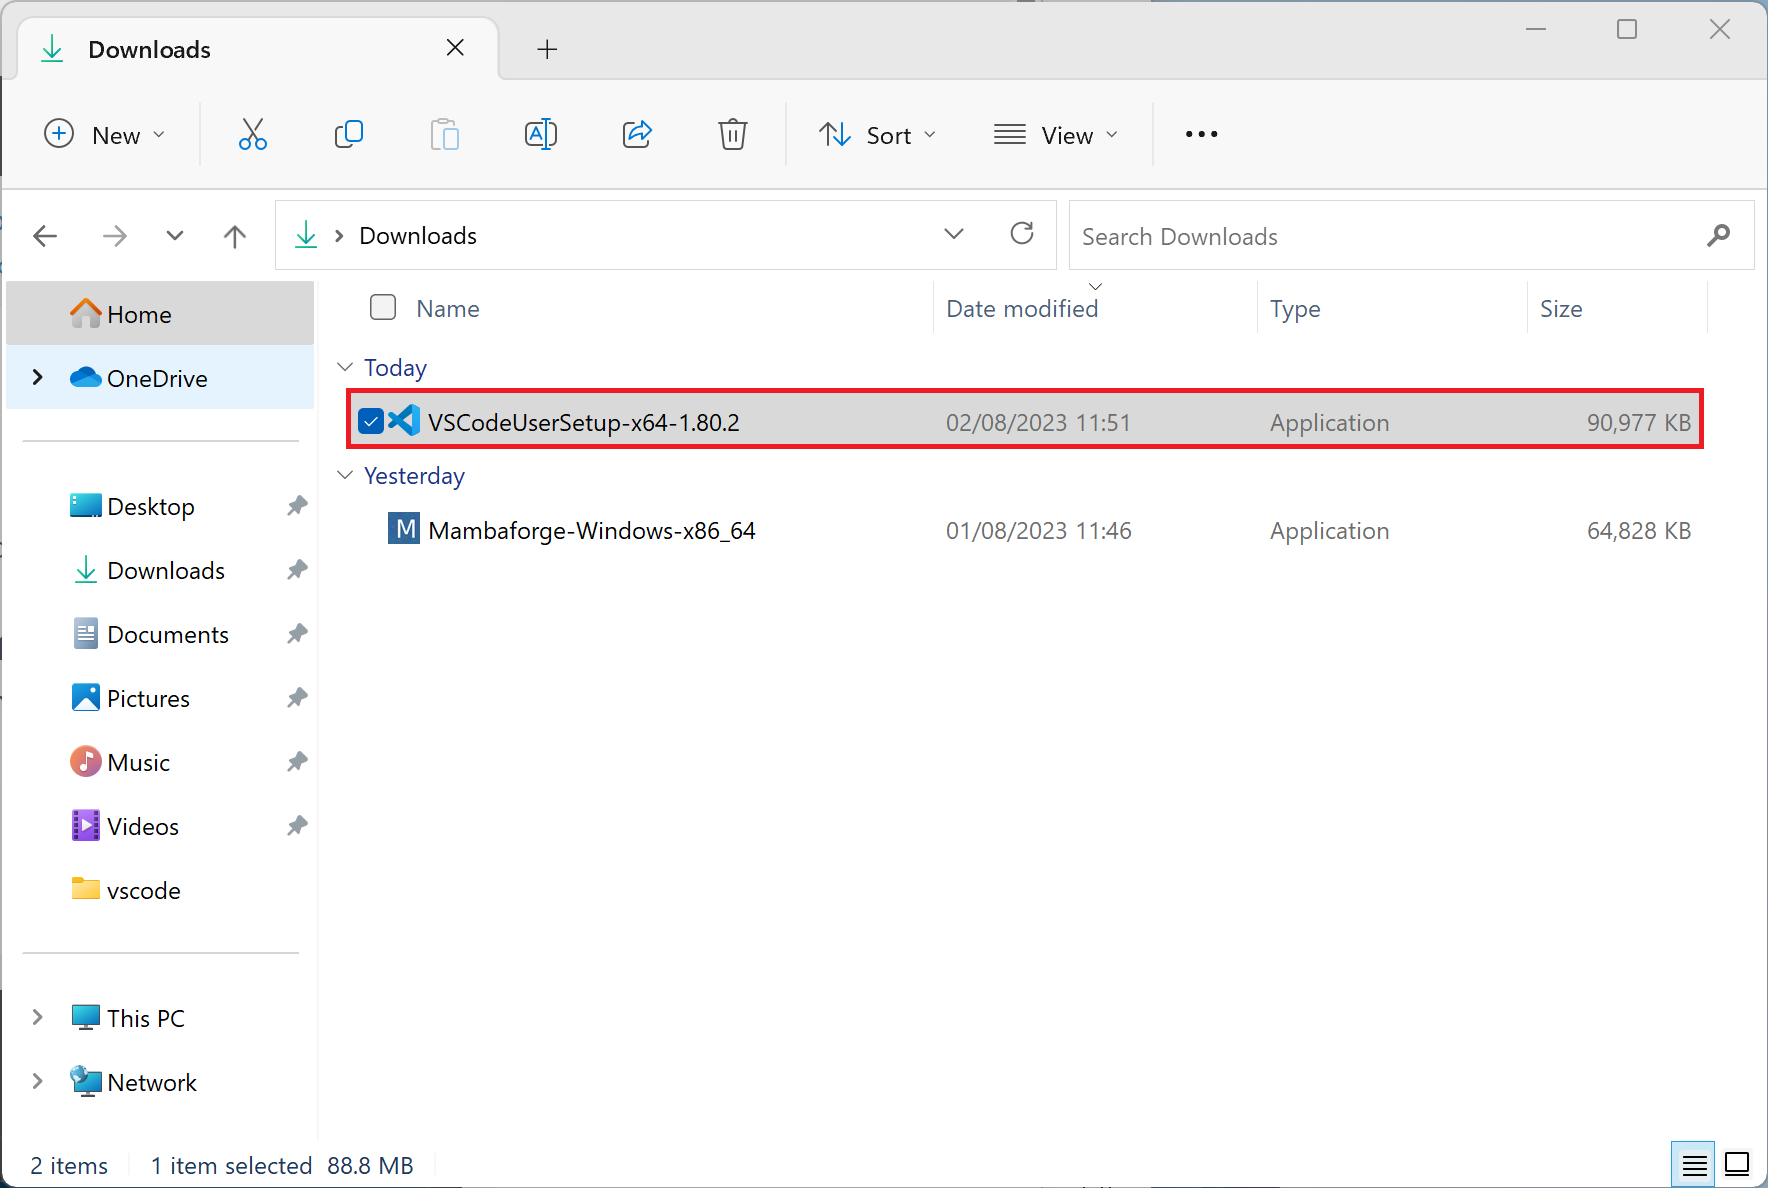 Downloads
New Sort View
Downloads Search Downloads
Home
OneDrive
Desktop
Downloads
Documents
Pictures
Music
Videos
vscode
This PC
Network
Name Date modified Type Size
Today
VSCodeUserSetup-x64-1.80.2 02/08/2023 11:51 Application 90,977 KB
Yesterday
M Mambaforge-Windows-x86_64 01/08/2023 11:46 Application 64,828 KB
2 items 1 item selected 88.8 MB